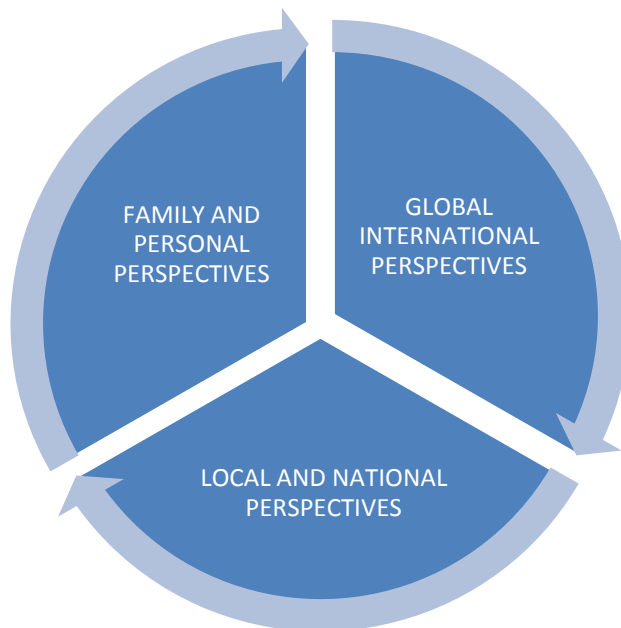 FAMILY AND
PERSONAL
PERSPECTIVES
GLOBAL
INTERNATIONAL
PERSPECTIVES
LOCAL AND NATIONAL
PERSPECTIVES